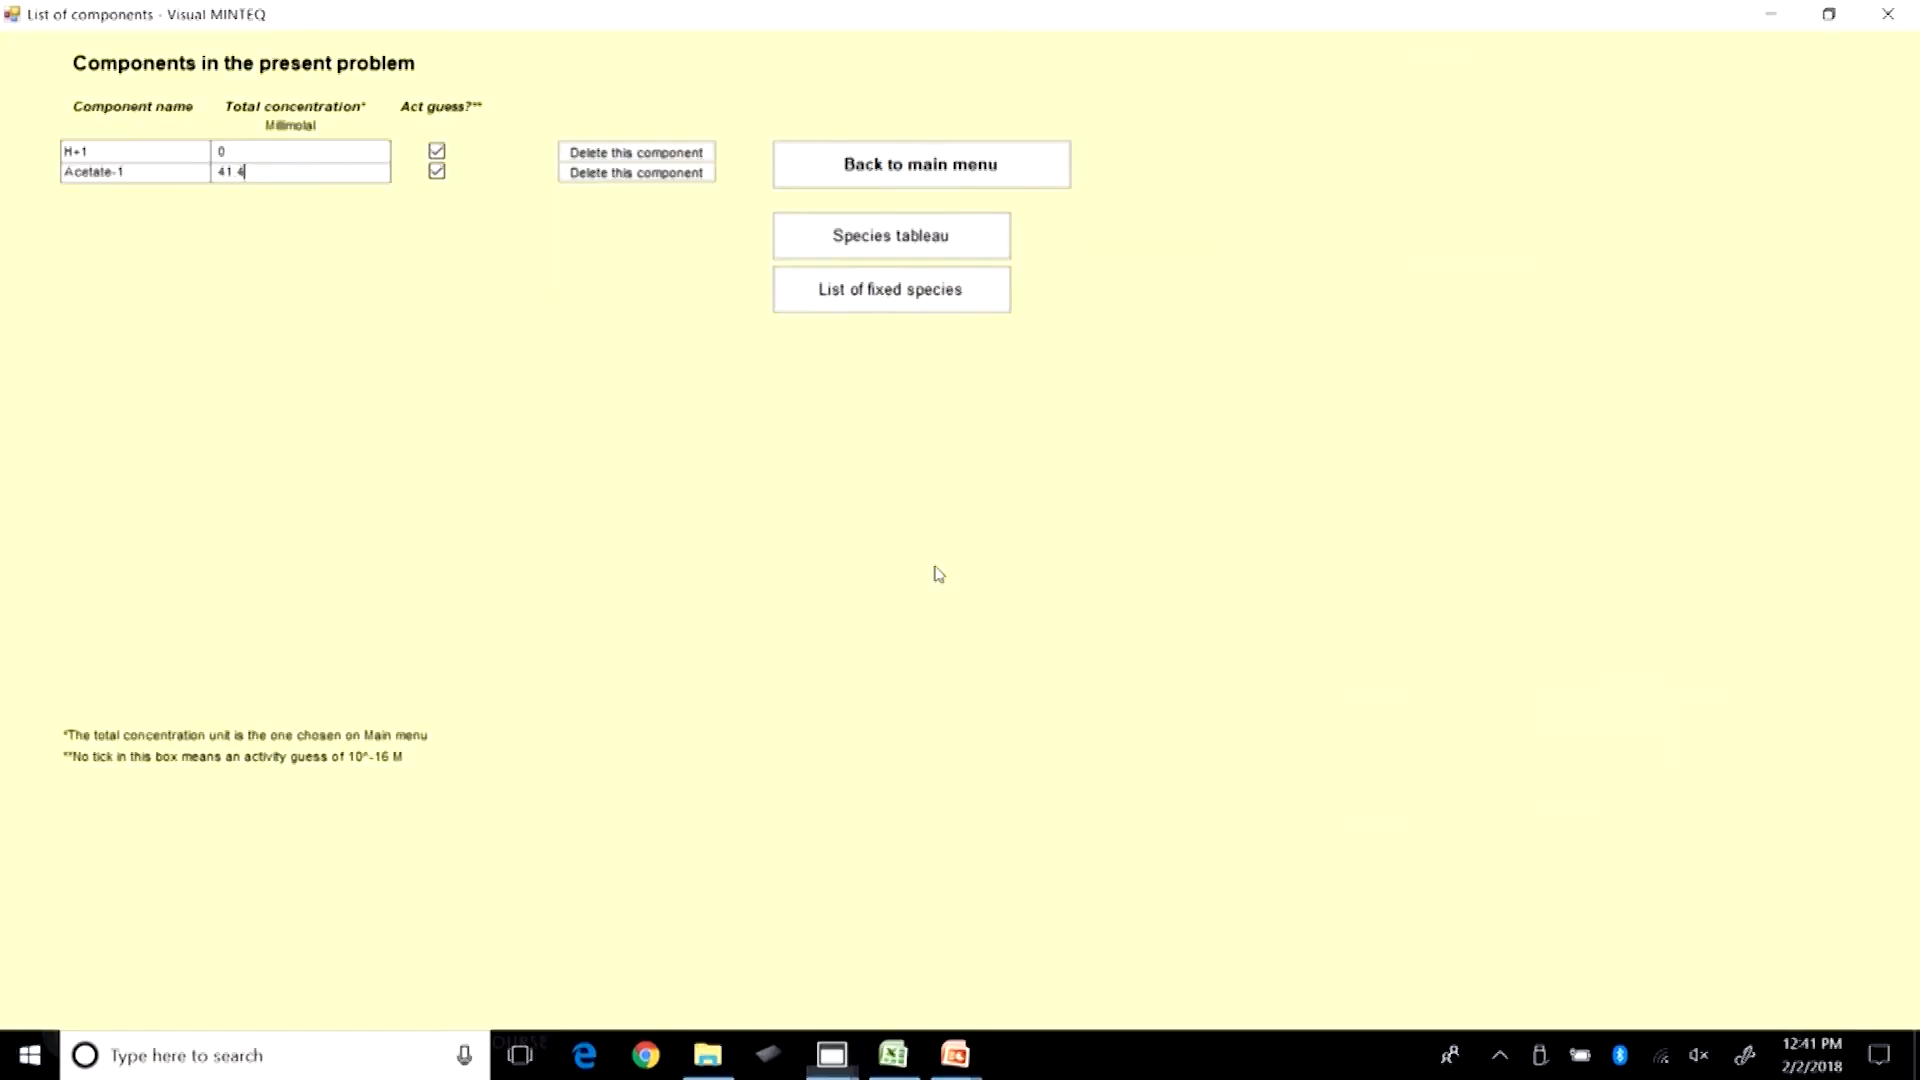 List of components - Visual MINTEQ
Components in the present problem
Component name Total concentration* Act guess?**
Millimolal
H+1 0 Delete this component
Acetate-1 41.4 Delete this component
Back to main menu
Species tableau
List of fixed species
*The total concentration unit is the one chosen on Main menu
**No tick in this box means an activity guess of 10^-16 M
Type here to search
12:41 PM
2/2/2018